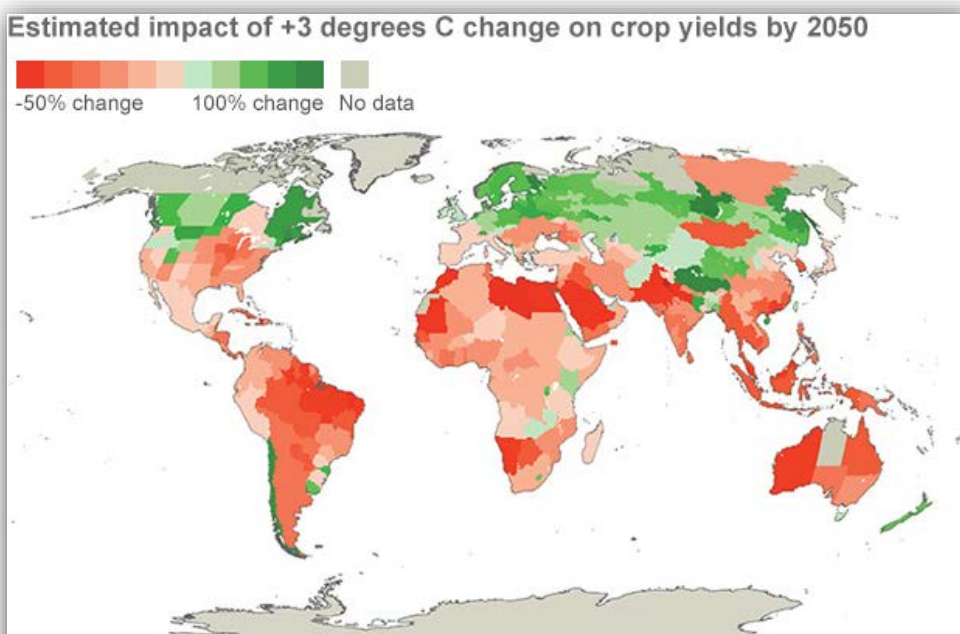 Estimated impact of +3 degrees C change on crop yields by 2050
-50% change 100% change No data